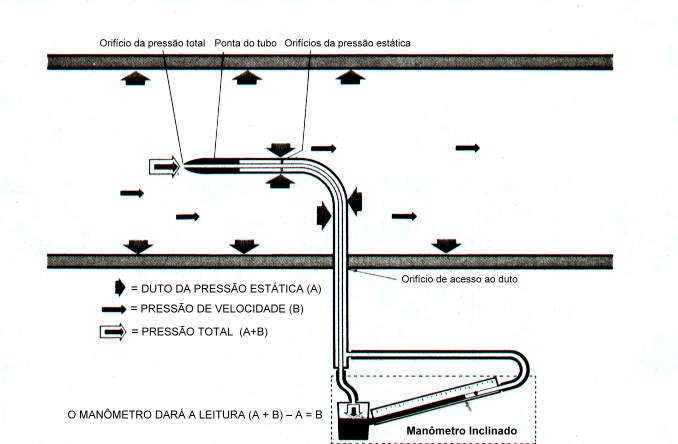 Orifício da pressão total
Ponta do tubo
Orifícios da pressão estática
Orifício de acesso ao duto
= DUTO DA PRESSÃO ESTÁTICA (A)
= PRESSÃO DE VELOCIDADE (B)
= PRESSÃO TOTAL (A+B)
O MANÔMETRO DARÁ A LEITURA (A + B) – A = B
Manômetro Inclinado